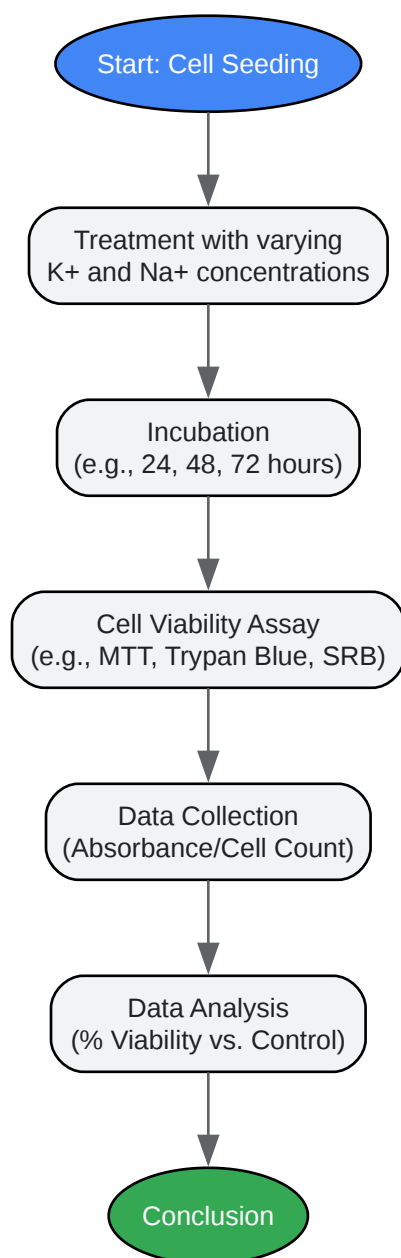 Start: Cell Seeding
Treatment with varying
K+ and Na+ concentrations
Incubation
(e.g., 24, 48, 72 hours)
Cell Viability Assay
(e.g., MTT, Trypan Blue, SRB)
Data Collection
(Absorbance/Cell Count)
Data Analysis
(% Viability vs. Control)
Conclusion